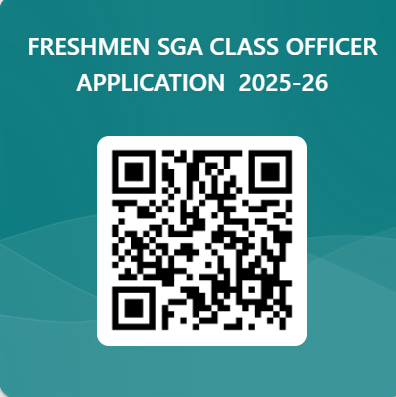 FRESHMEN SGA CLASS OFFICER
APPLICATION 2025-26